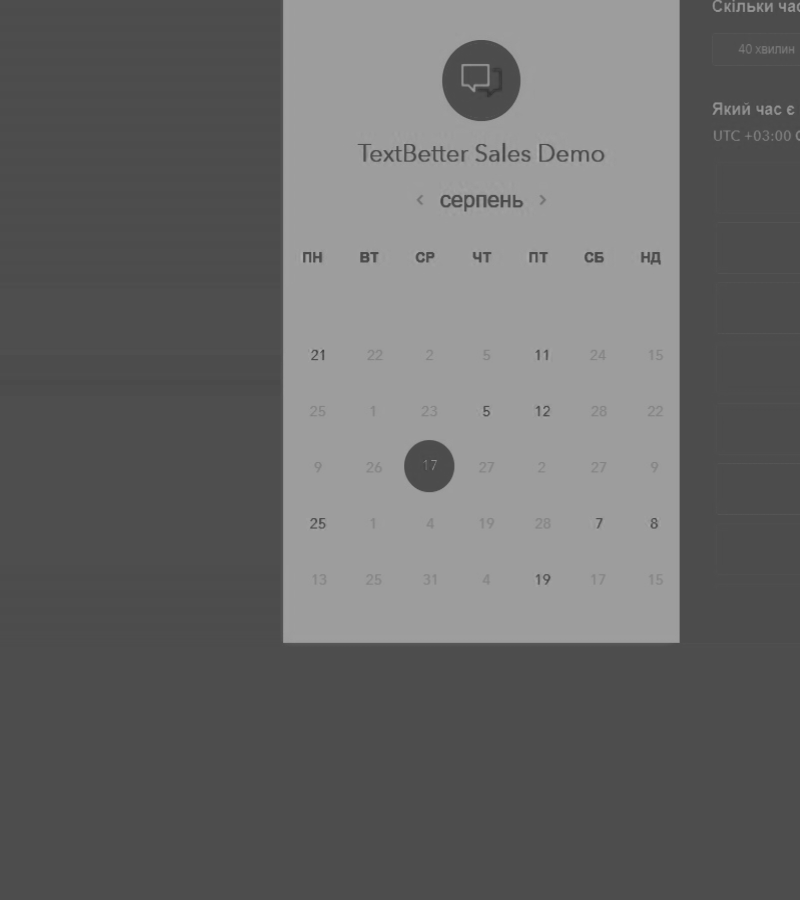 Скільки час
40 хвилин
TextBetter Sales Demo
Який час є
UTC +03:00
серпень
ПН ВТ СР ЧТ ПТ СБ НД
21 22 2 5 11 24 15
25 1 23 5 12 28 22
9 26 17 27 2 27 9
25 1 4 19 28 7 8
13 25 31 4 19 17 15